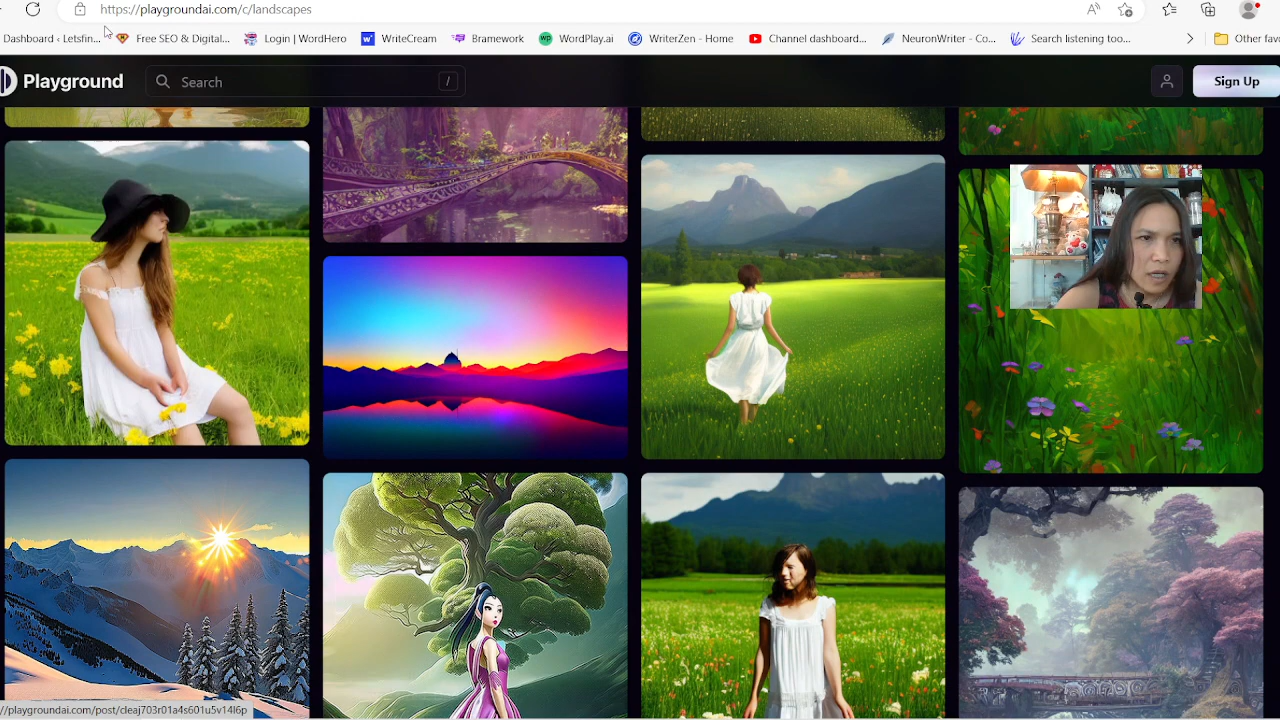 https://playgroundai.com/c/landscapes
Dashboard ‹ Letsfin... Free SEO & Digital... Login | WordHero WriteCream Bramework WordPlay.ai WriterZen - Home Channel dashboard... NeuronWriter - Co... Search listening too... Other fav
Playground Search / Sign Up
/playgroundai.com/post/cleaj703r01a4s601u5v14l6p